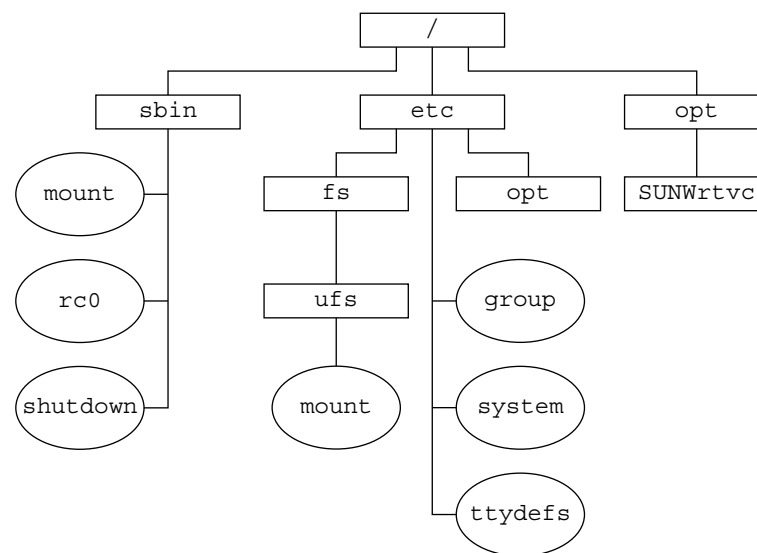 /
sbin etc opt
mount fs opt SUNWrtvc
rc0 ufs group
shutdown mount system
ttydefs